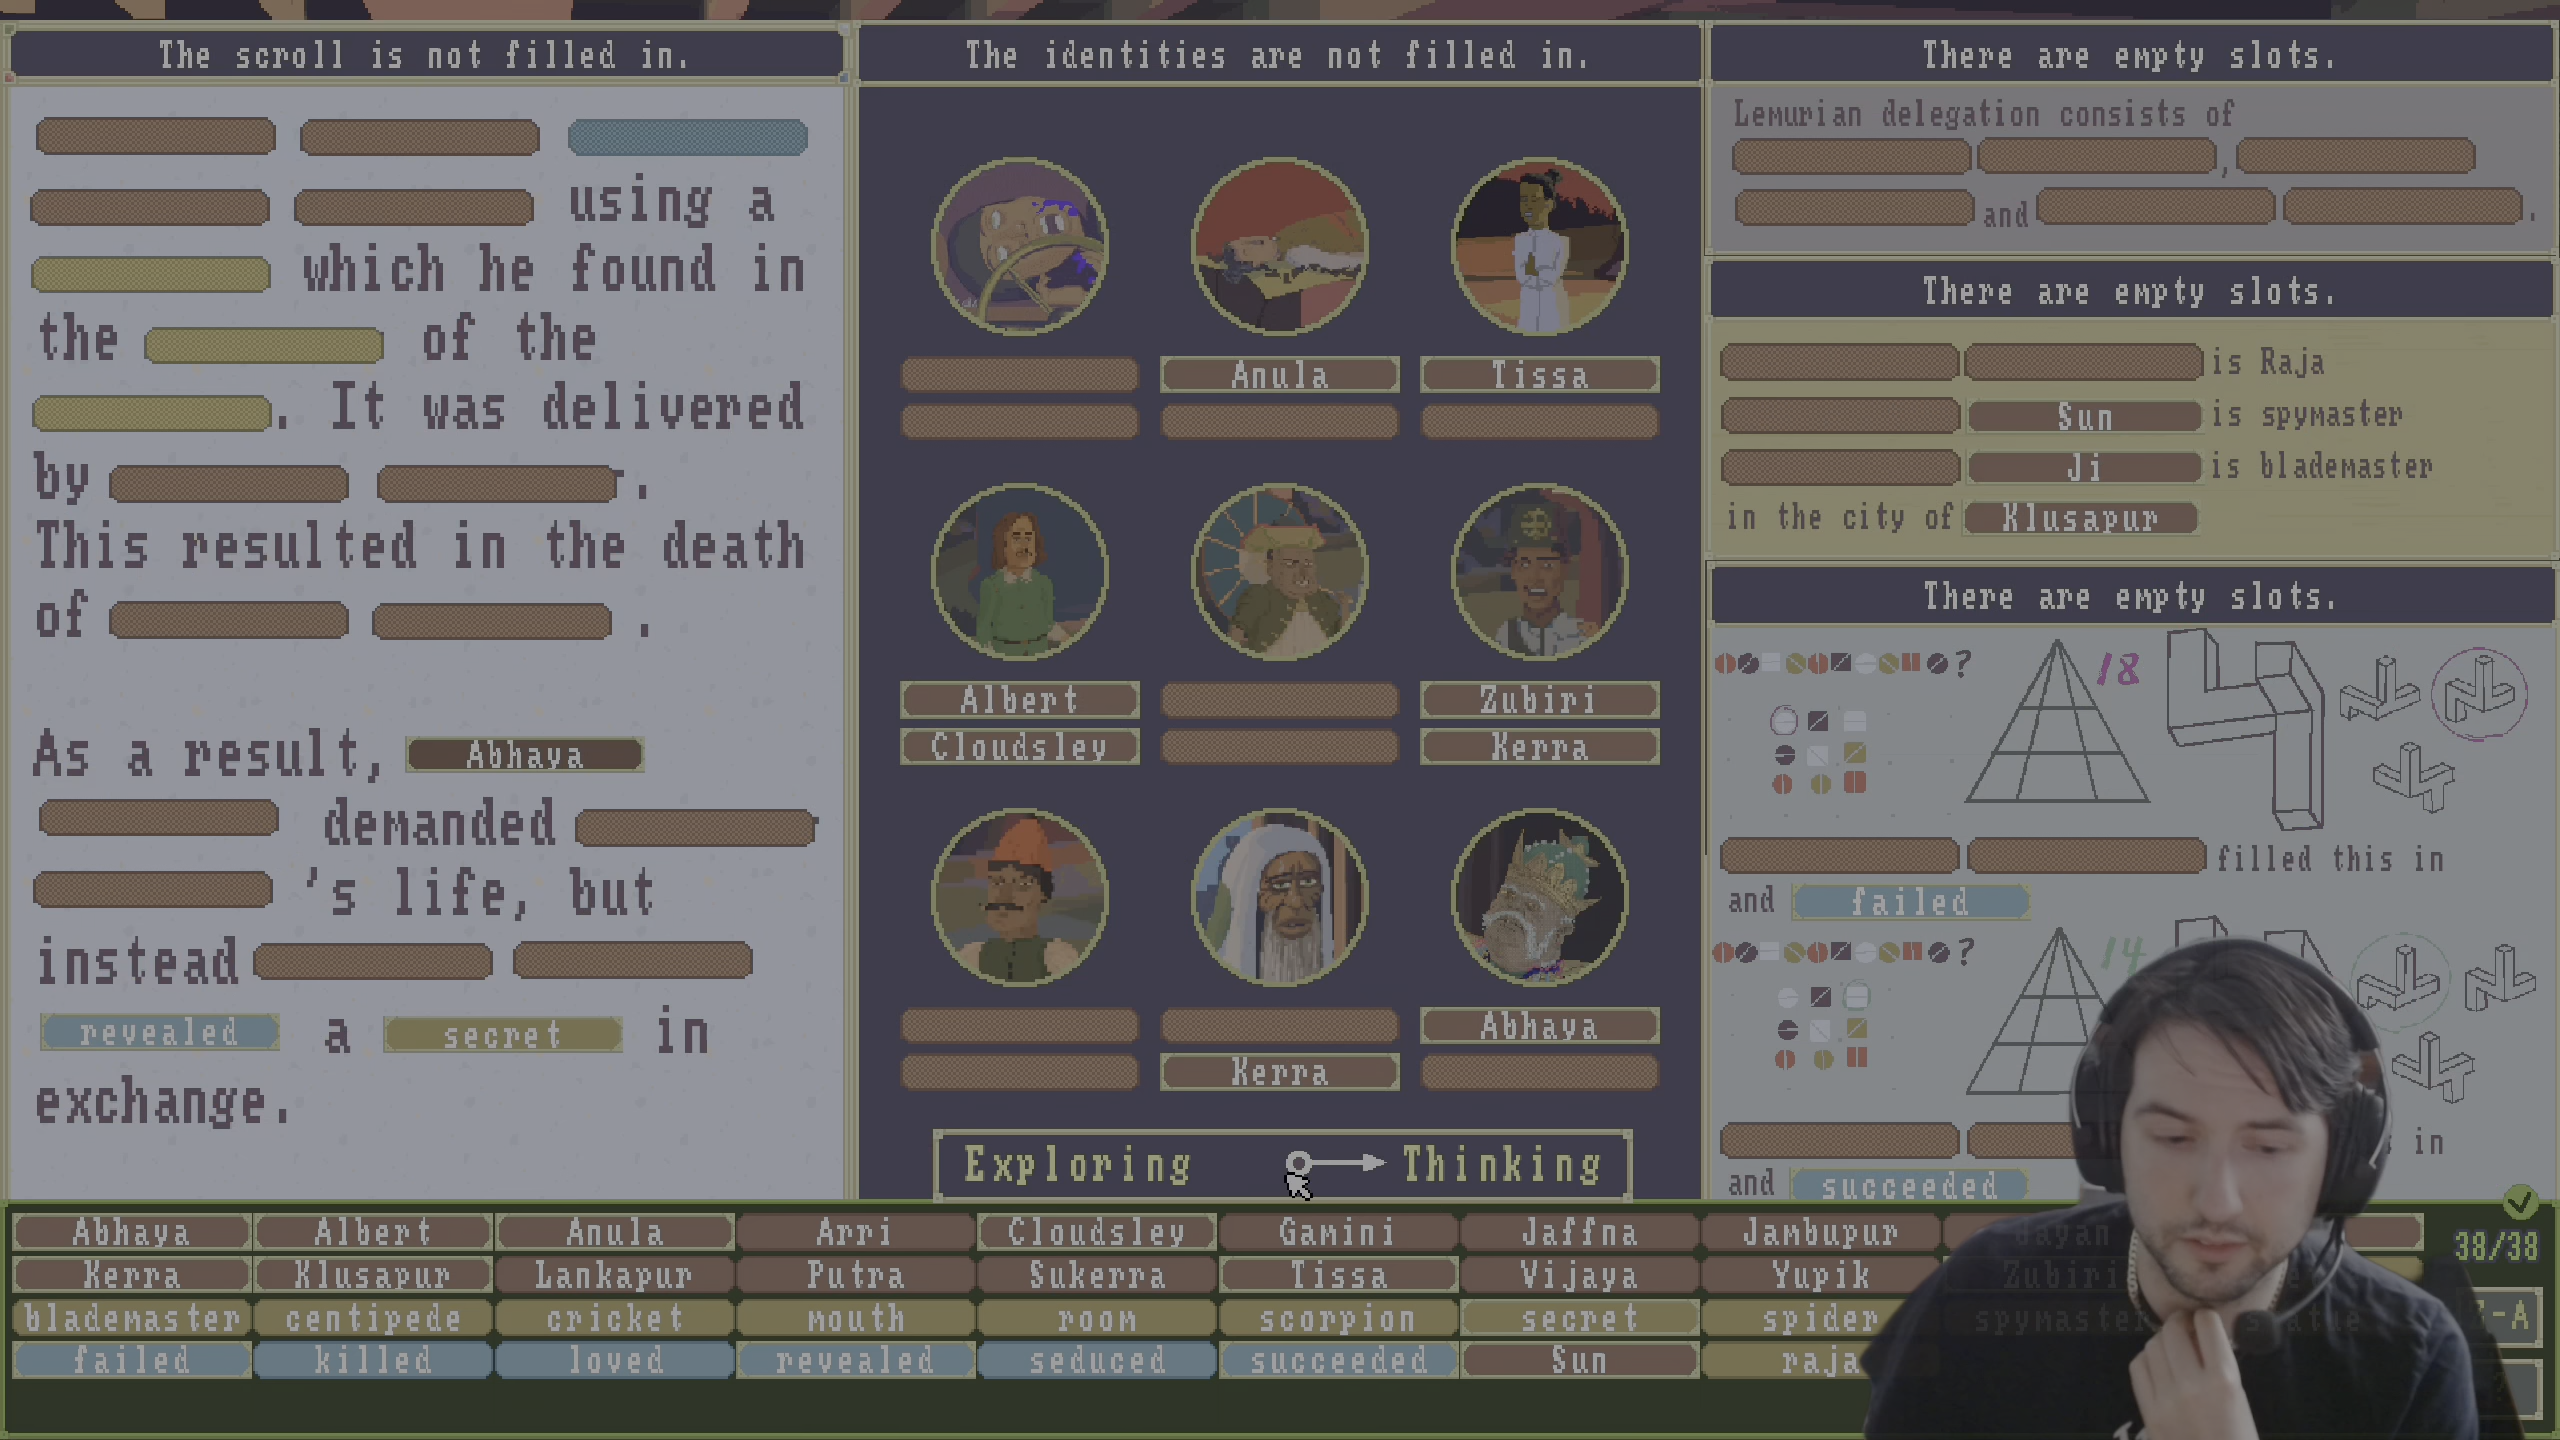 The scroll is not filled in.
using a
which he found in
the of the
. It was delivered
by .
This resulted in the death
of .
As a result, Abhaya
demanded
's life, but
instead
revealed a secret in
exchange.
The identities are not filled in.
Anula Tissa
Albert Zubiri
Cloudsley Kerra
Abhaya
Kerra
Exploring Thinking
There are empty slots.
Lemurian delegation consists of
,
and .
There are empty slots.
is Raja
Sun is spymaster
Ji is blademaster
in the city of Klusapur
There are empty slots.
? 18
filled this in
and failed
? 14
in
and succeeded
Abhaya Albert Anula Arri Cloudsley Gamini Jaffna Jambupur Jayan
Kerra Klusapur Lankapur Putra Sukerra Tissa Vijaya Yupik Zubiri
blademaster centipede cricket mouth room scorpion secret spider spymaster
failed killed loved revealed seduced succeeded Sun raja
38/38
Z-A